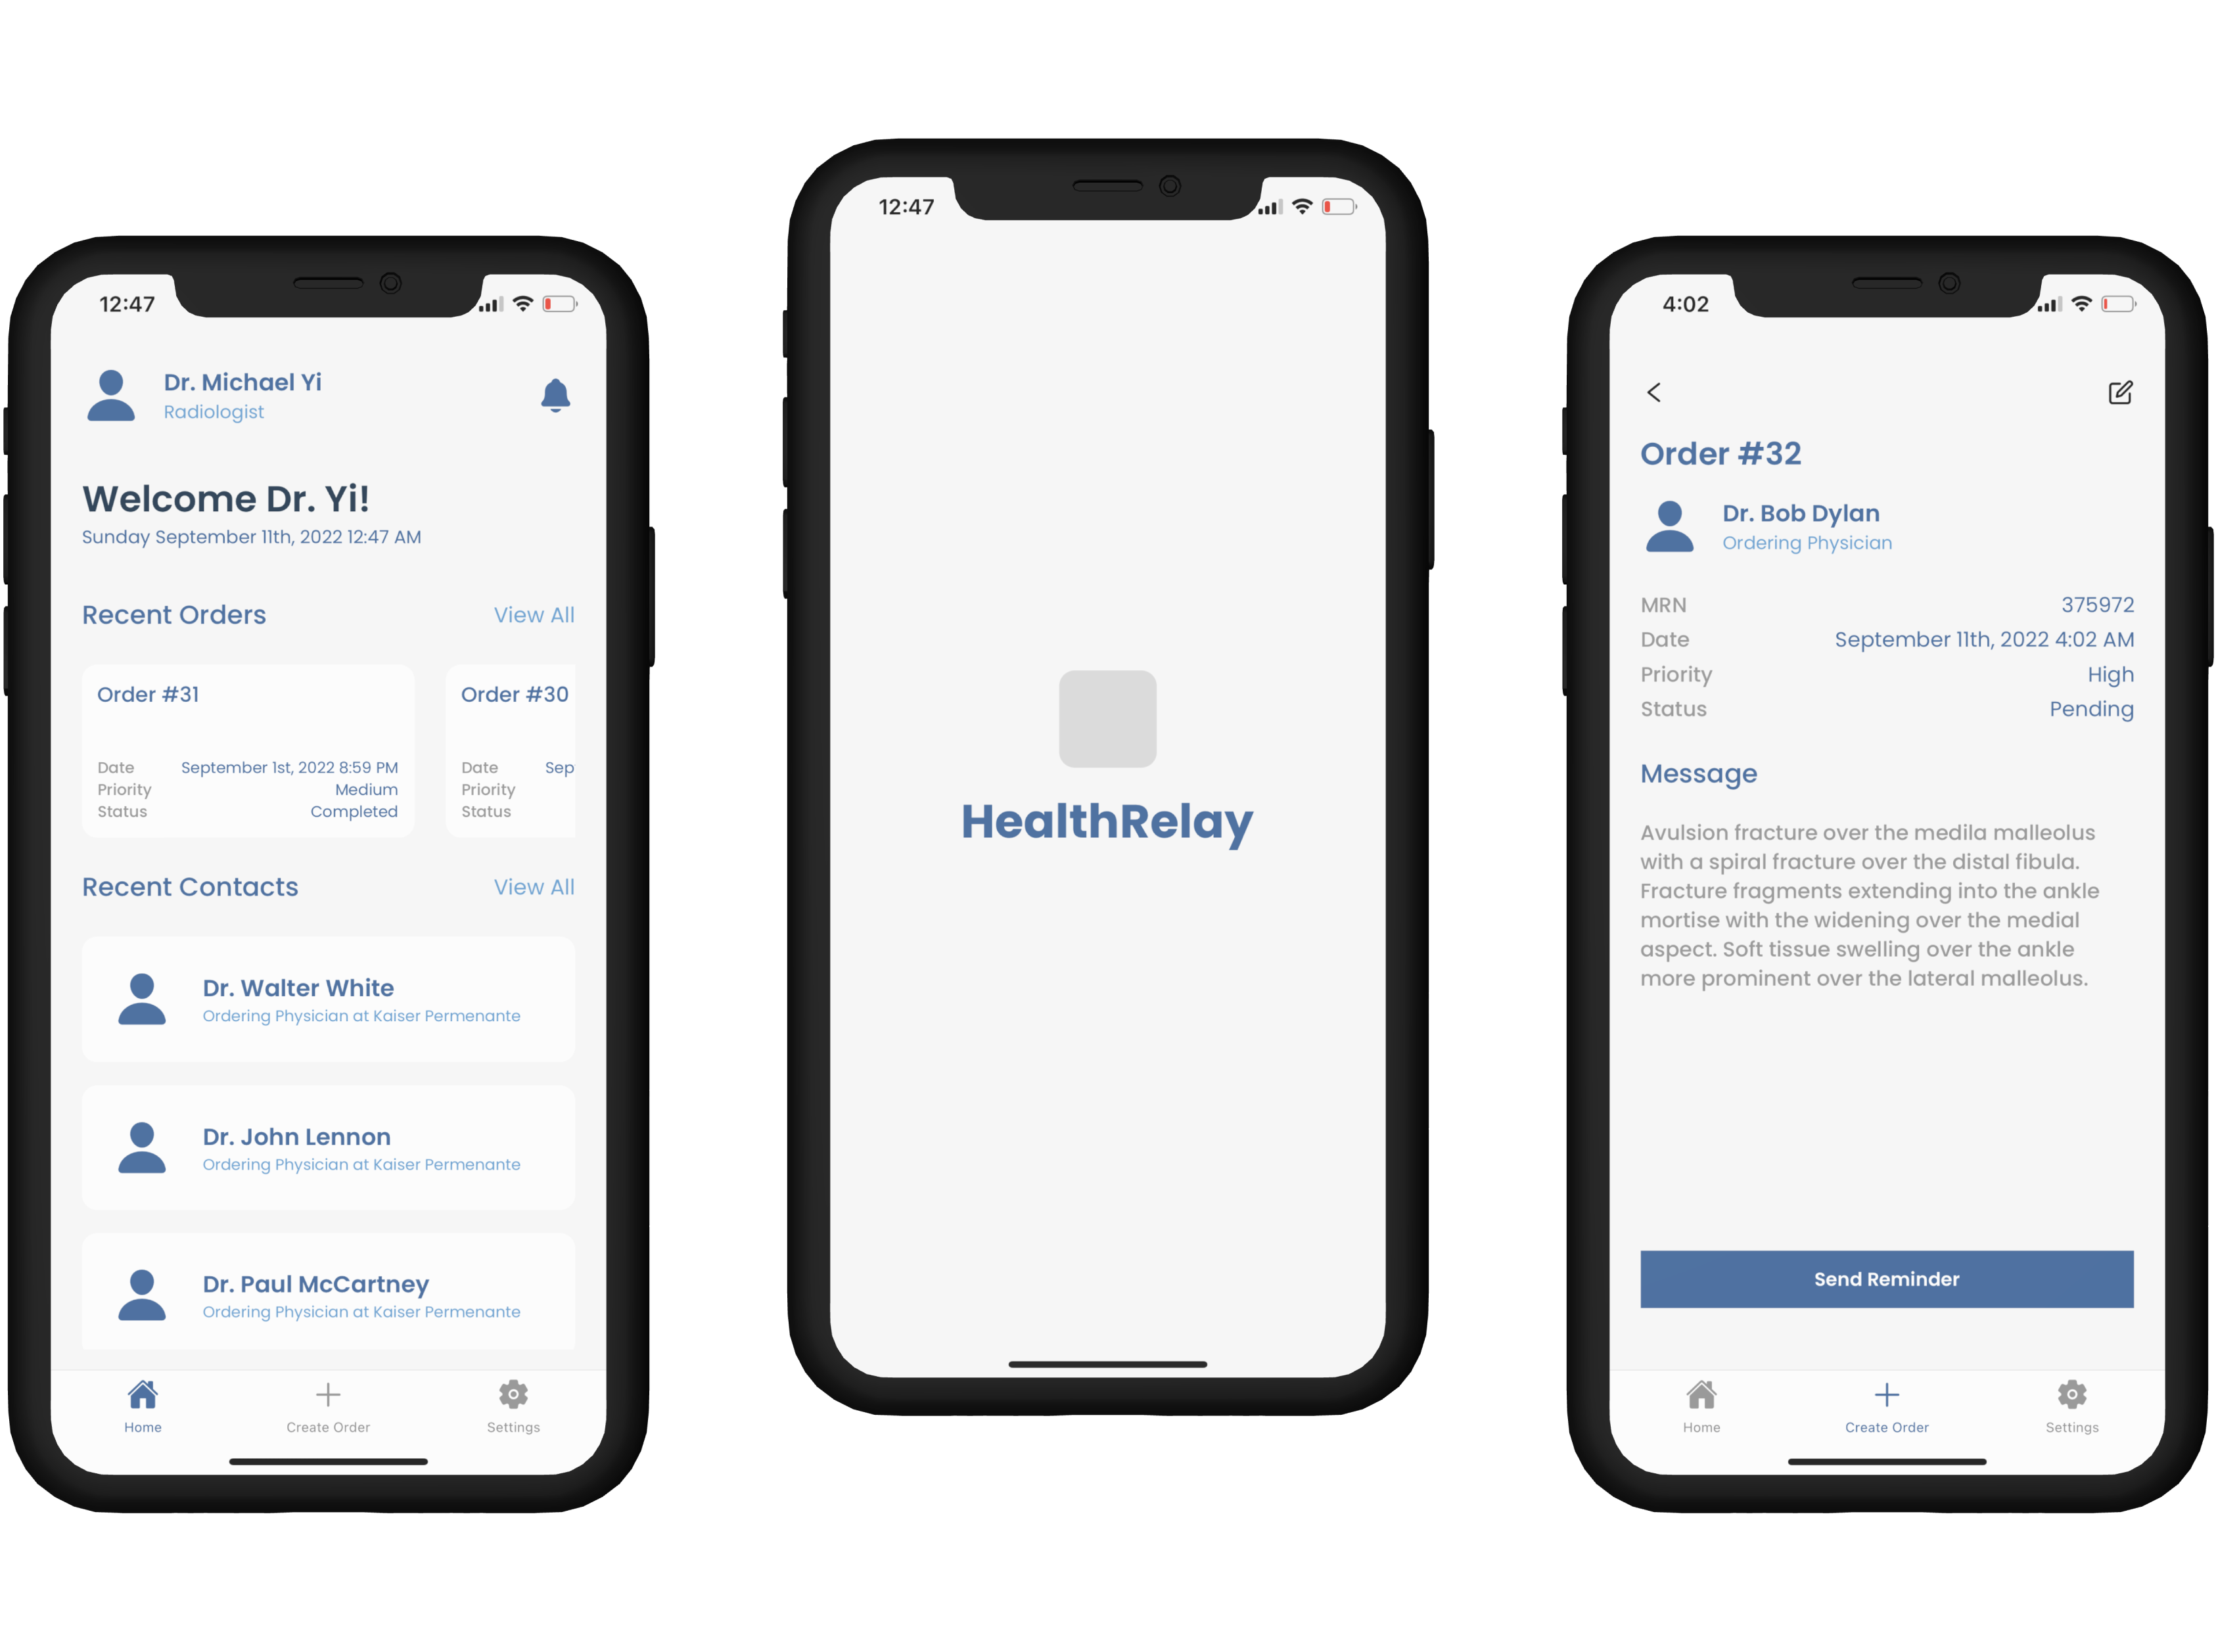 12:47
Dr. Michael Yi
Radiologist
Welcome Dr. Yi!
Sunday September 11th, 2022 12:47 AM
Recent Orders
View All
Order #31
Date
September 1st, 2022 8:59 PM
Priority
Medium
Status
Completed
Order #30
Date
Sep
Priority
Status
Recent Contacts
View All
Dr. Walter White
Ordering Physician at Kaiser Permenante
Dr. John Lennon
Ordering Physician at Kaiser Permenante
Dr. Paul McCartney
Ordering Physician at Kaiser Permenante
Home
Create Order
Settings
12:47
HealthRelay
4:02
Order #32
Dr. Bob Dylan
Ordering Physician
MRN
375972
Date
September 11th, 2022 4:02 AM
Priority
High
Status
Pending
Message
Avulsion fracture over the medila malleolus
with a spiral fracture over the distal fibula.
Fracture fragments extending into the ankle
mortise with the widening over the medial
aspect. Soft tissue swelling over the ankle
more prominent over the lateral malleolus.
Send Reminder
Home
Create Order
Settings